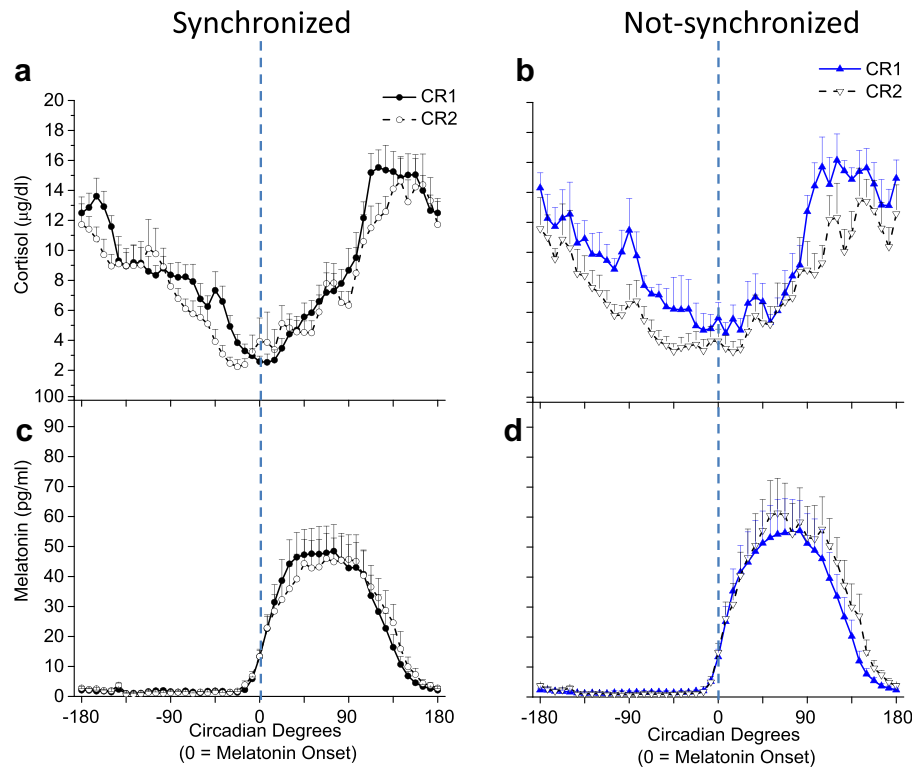 Synchronized
Not-synchronized
a
CR1
CR2
b
CR1
CR2
20
18
16
14
12
10
8
6
4
2
0
Cortisol (µg/dl)
c
100
90
80
70
60
50
40
30
20
10
0
Melatonin (pg/ml)
d
-180
-90
0
90
180
Circadian Degrees
(0 = Melatonin Onset)
-180
-90
0
90
180
Circadian Degrees
(0 = Melatonin Onset)